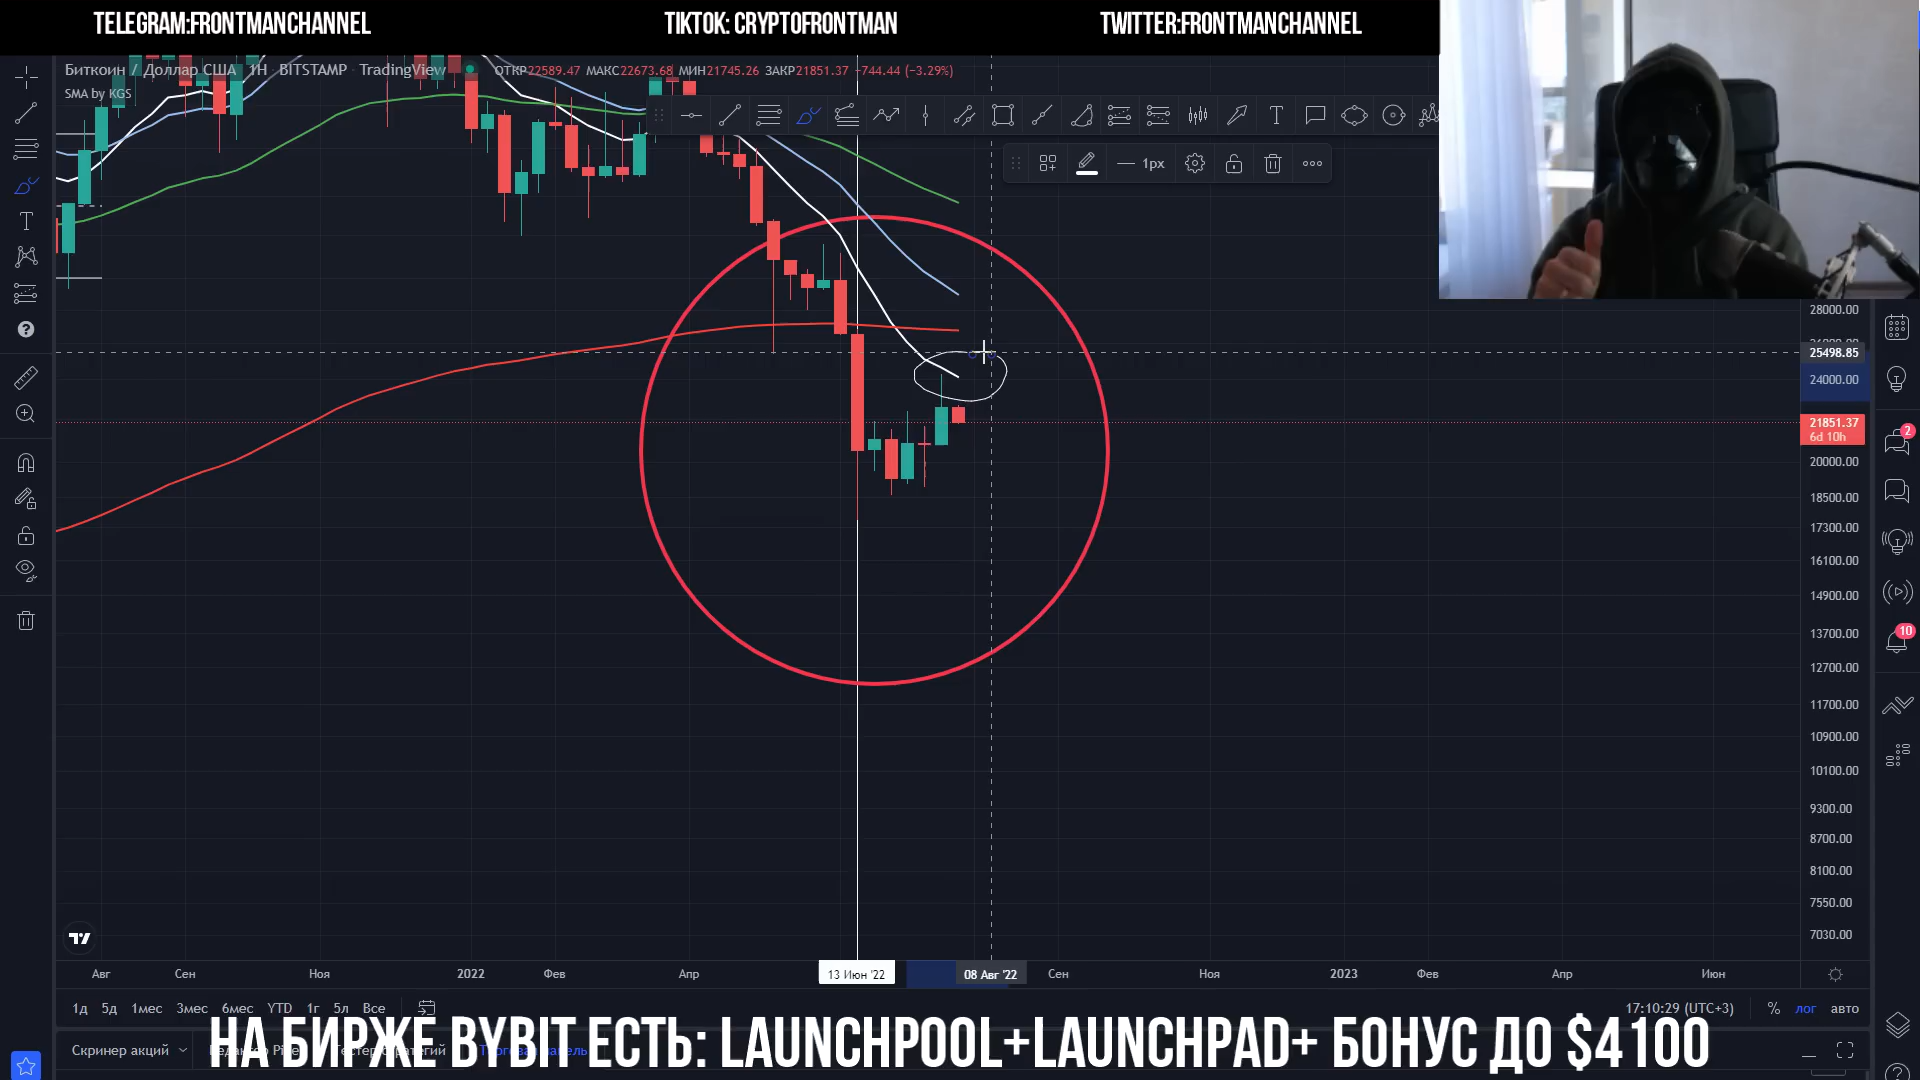 TELEGRAM:FRONTMANCHANNEL
TIKTOK: CRYPTOFRONTMAN
TWITTER:FRONTMANCHANNEL
Биткоин / Доллар США 1Н BITSTAMP TradingView
ОТКР22589.47 МАКС22673.68 МИН21745.26 ЗАКР21851.37 −744.44 (−3.29%)
SMA by KGS
1px
28000.00
25498.85
24000.00
21851.37
6d 10h
20000.00
18500.00
17300.00
16100.00
14900.00
13700.00
12700.00
11700.00
10900.00
10100.00
9300.00
8700.00
8100.00
7550.00
7030.00
2
10
Авг
Сен
Ноя
2022
Фев
Апр
13 Июн '22
08 Авг '22
Сен
Ноя
2023
Фев
Апр
Июн
1д 5д 1мес 3мес 6мес YTD 1г 5л Все
17:10:29 (UTC+3)
% лог авто
Скринер акций
НА БИРЖЕ BYBIT ЕСТЬ: LAUNCHPOOL+LAUNCHPAD+ БОНУС ДО $4100